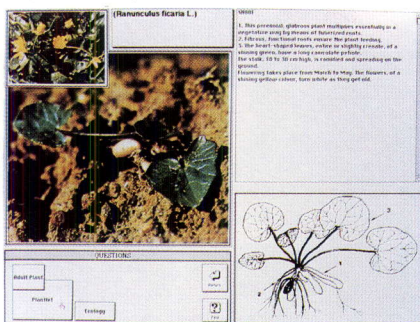 (Ranunculus ficaria L.)
1. This perennial, glabrous plant multiplies essentially in a
vegetative way by means of tuberized roots.
2. Fibrous, functional roots ensure the plant feeding.
3. The heart-shaped leaves, entire or slightly crenate, of a
shining green, have a long canaliculate petiole.
The stalk, 10 to 30 cm high, is ramified and spreading on the
ground.
Flowering takes place from March to May. The flowers, of a
shining yellow colour, turn white as they get old.
QUESTIONS
Adult Plant
Plantlet
Ecology
Return
?
1
2
3